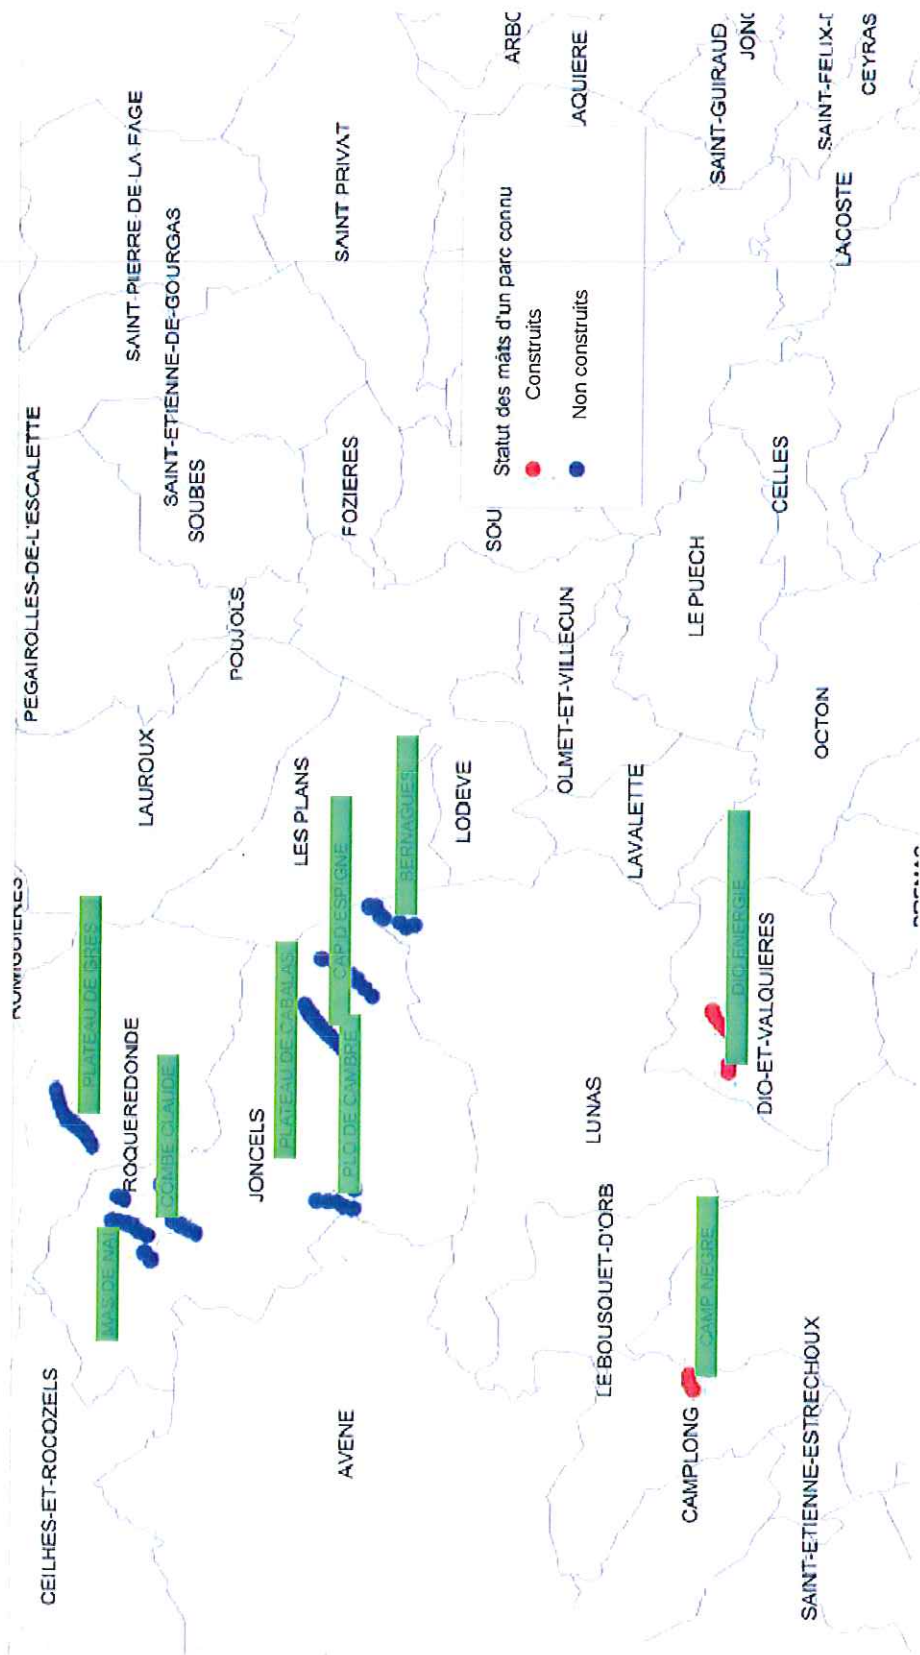 PEGAIROLLES-DE-L'ESCALETTE
SAINT-PIERRE-DE-LA-FAGE
SAINT-ETIENNE-DE-GOURGAS
SOUBES
SAINT PRIVAT
ARBO
AQUIERE
SAINT-GUIRAUD
JONC
SAINT-FELIX-D
CEYRAS
LACOSTE
FOZIERES
SOU
POUJOLS
LAUROUX
LES PLANS
LODEVE
OLMET-ET-VILLECUN
LE PUECH
CELLES
OCTON
LAVALETTE
DIO-ET-VALQUIERES
LUNAS
LE-BOUSQUET-D'ORB
CAMPLONG
SAINT-ETIENNE-ESTRECHOUX
AVENE
CEILHES-ET-ROCOZELS
ROQUEREDONDE
JONCELS
PLATEAU DE GRES
COMBE CLAUDE
MAS DE NAI
PLATEAU DE CABALAS
CAP D'ESPIGNE
PLO DE CAMBRE
BERNAGUES
DIO ENERGIE
CAMP NEGRE
Statut des mâts d'un parc connu
Construits
Non construits